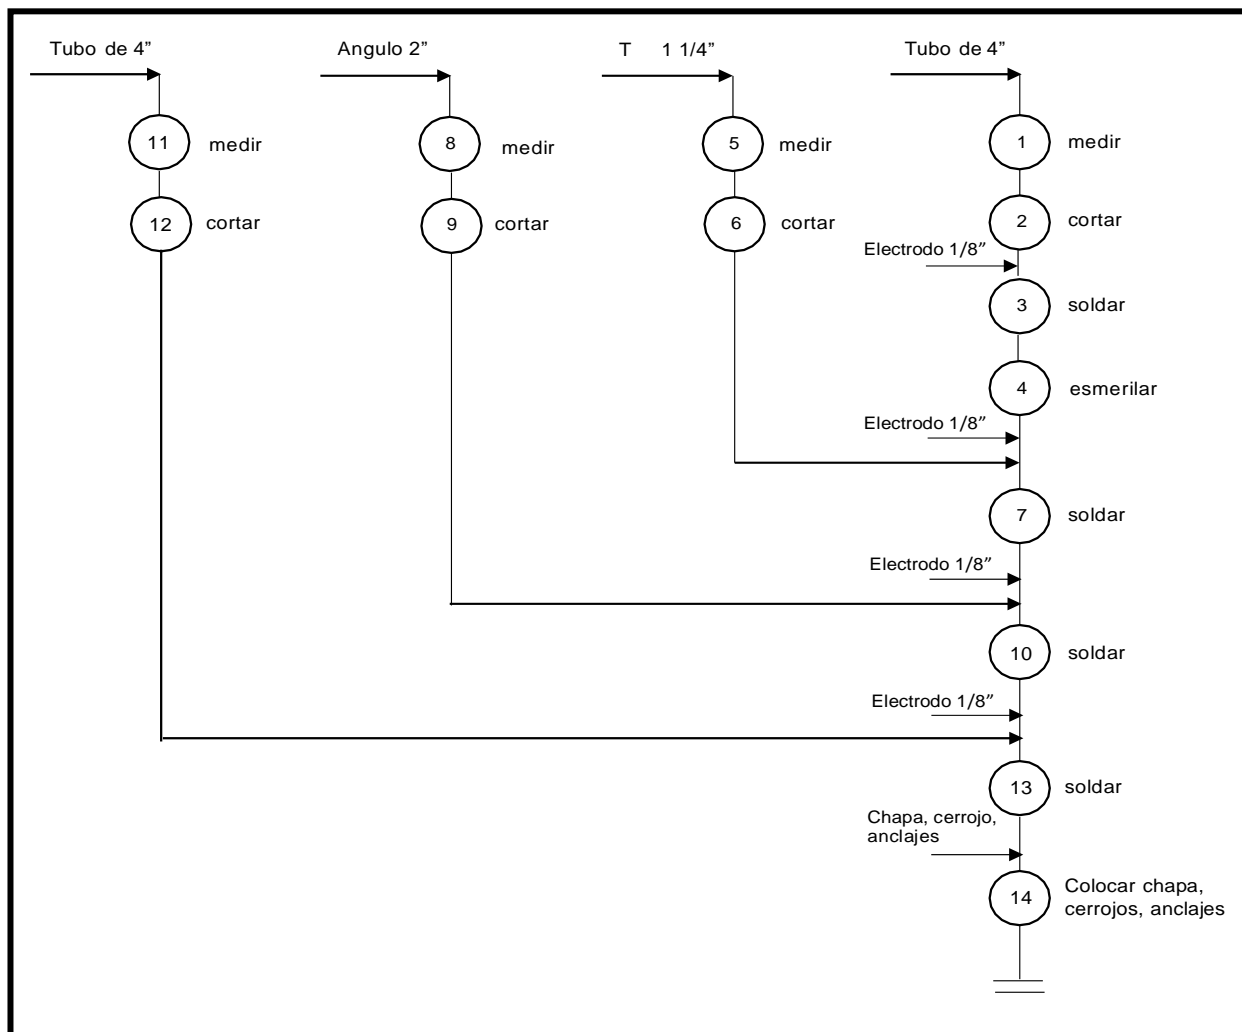 Tubo de 4”
Angulo 2”
T 1 1/4”
Tubo de 4”
11 medir
8 medir
5 medir
1 medir
12 cortar
9 cortar
6 cortar
2 cortar
Electrodo 1/8”
3 soldar
4 esmerilar
Electrodo 1/8”
7 soldar
Electrodo 1/8”
10 soldar
Electrodo 1/8”
13 soldar
Chapa, cerrojo,
anclajes
14 Colocar chapa,
cerrojos, anclajes